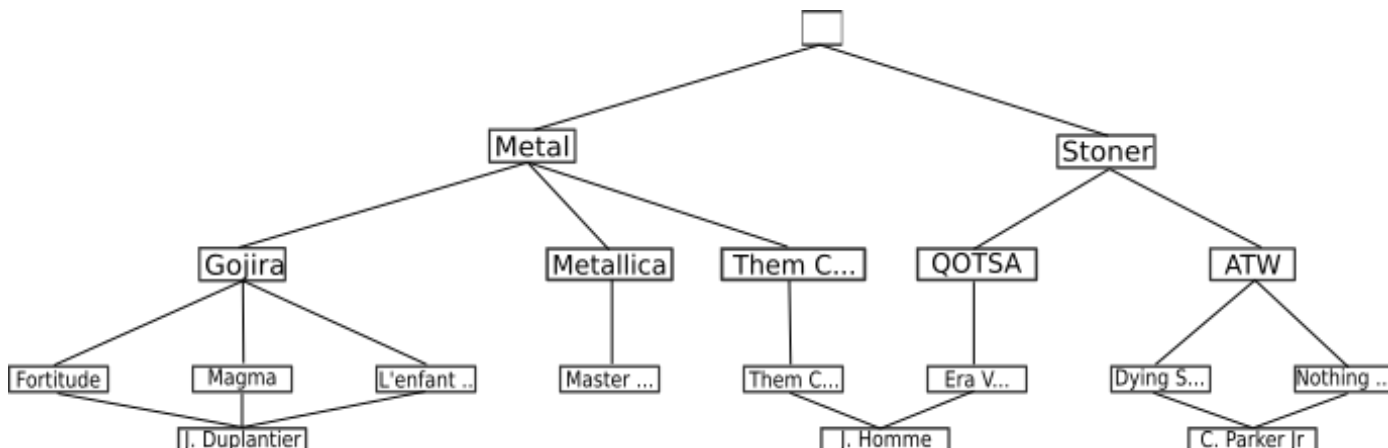 Metal
Stoner
Gojira
Metallica
Them C...
QOTSA
ATW
Fortitude
Magma
L'enfant ..
Master ...
Them C...
Era V...
Dying S...
Nothing ...
J. Duplantier
J. Homme
C. Parker Jr